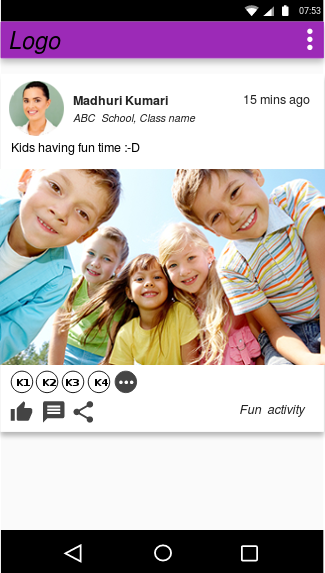 07:53
Logo
Madhuri Kumari 15 mins ago
ABC School, Class name
Kids having fun time :-D
K1 K2 K3 K4
Fun activity